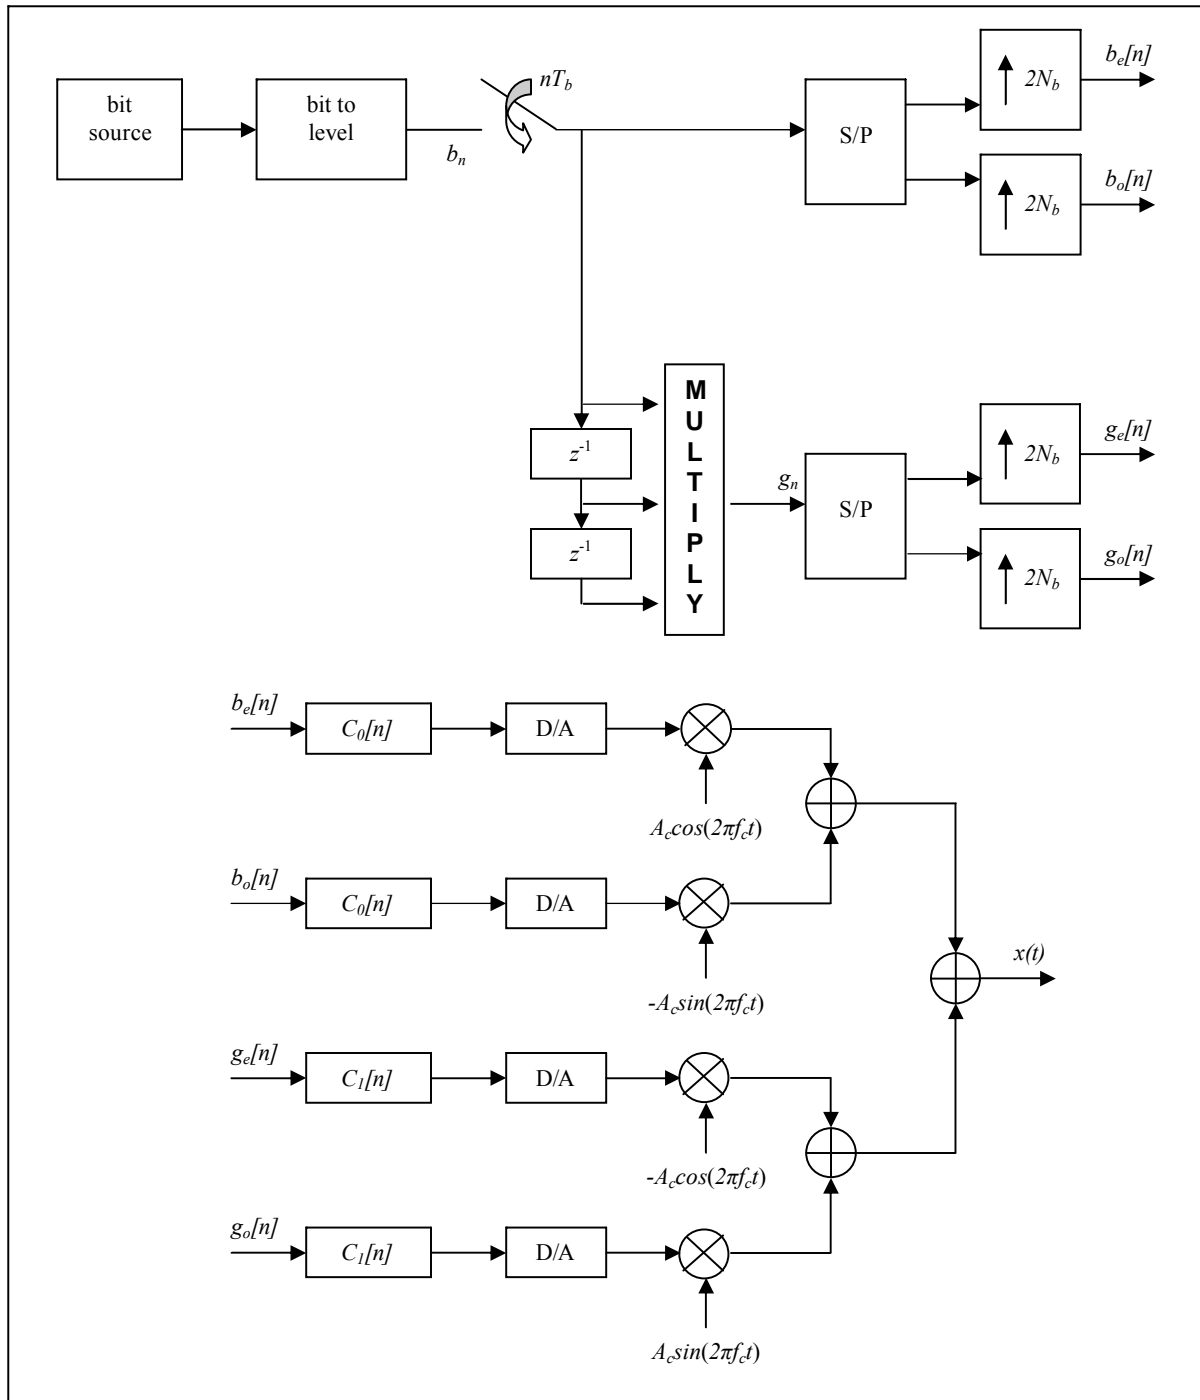 bit
source
bit to
level
b_n
nT_b
S/P
2N_b
b_e[n]
2N_b
b_o[n]
z^-1
z^-1
MULTIPLY
g_n
S/P
2N_b
g_e[n]
2N_b
g_o[n]
b_e[n]
C_0[n]
D/A
A_c cos(2πf_c t)
b_o[n]
C_0[n]
D/A
-A_c sin(2πf_c t)
x(t)
g_e[n]
C_1[n]
D/A
-A_c cos(2πf_c t)
g_o[n]
C_1[n]
D/A
A_c sin(2πf_c t)